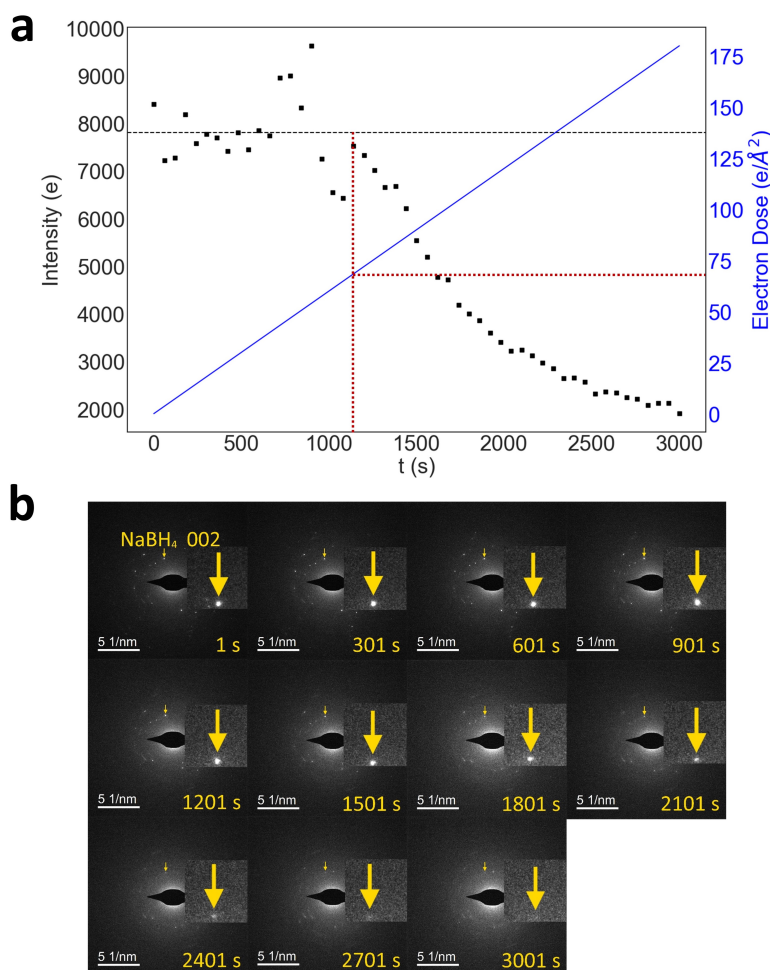 a
10000
9000
8000
7000
6000
5000
4000
3000
2000
Intensity (e)
175
150
125
100
75
50
25
0
Electron Dose (e/Å²)
0 500 1000 1500 2000 2500 3000
t (s)
b
NaBH₄ 002
5 1/nm 1 s
5 1/nm 301 s
5 1/nm 601 s
5 1/nm 901 s
5 1/nm 1201 s
5 1/nm 1501 s
5 1/nm 1801 s
5 1/nm 2101 s
5 1/nm 2401 s
5 1/nm 2701 s
5 1/nm 3001 s